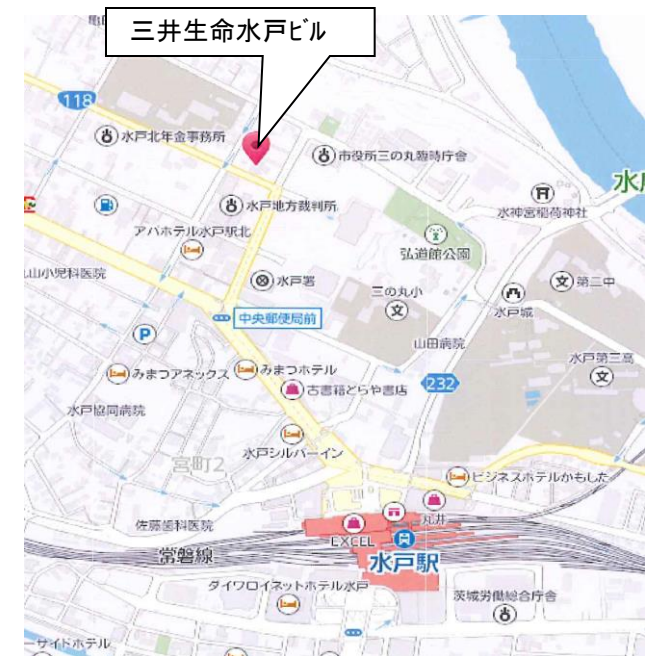 三井生命水戸ビル
118
水戸北年金事務所
市役所三の丸臨時庁舎
水戸地方裁判所
水神宮稲荷神社
アパホテル水戸駅北
弘道館公園
山小児科医院
水戸署
三の丸小
第二中
水戸城
中央郵便局前
P
山田病院
水戸第三高
みまつアネックス
みまつホテル
232
古書籍とらや書店
水戸協同病院
水戸シルバーイン
宮町2
ビジネスホテルかもした
佐藤歯科医院
丸井
EXCEL
常磐線
水戸駅
ダイワロイネットホテル水戸
茨城労働総合庁舎
ーサイドホテル